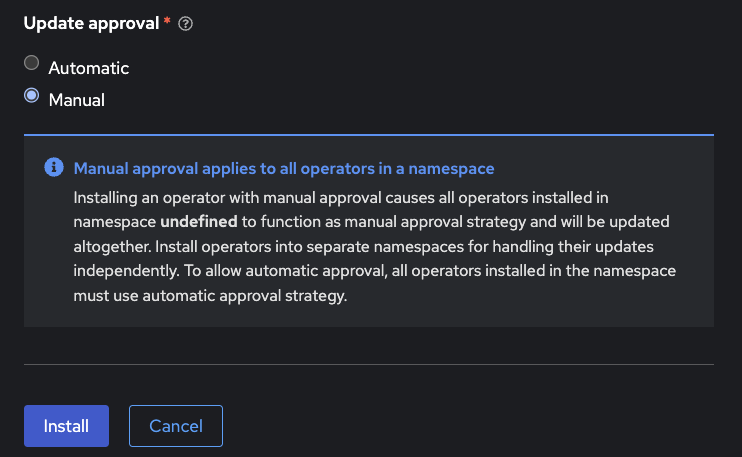 Update approval *
Automatic
Manual
Manual approval applies to all operators in a namespace
Installing an operator with manual approval causes all operators installed in
namespace undefined to function as manual approval strategy and will be updated
altogether. Install operators into separate namespaces for handling their updates
independently. To allow automatic approval, all operators installed in the namespace
must use automatic approval strategy.
Install
Cancel